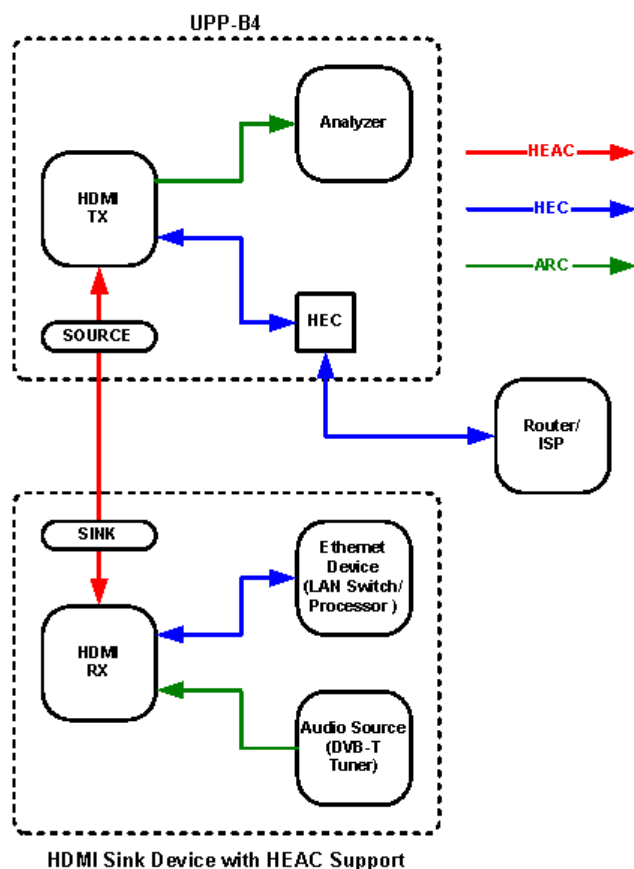 UPP-B4
Analyzer
HEAC
HDMI
TX
HEC
ARC
SOURCE
HEC
Router/
ISP
SINK
Ethernet
Device
(LAN Switch/
Processor )
HDMI
RX
Audio Source
(DVB-T
Tuner)
HDMI Sink Device with HEAC Support